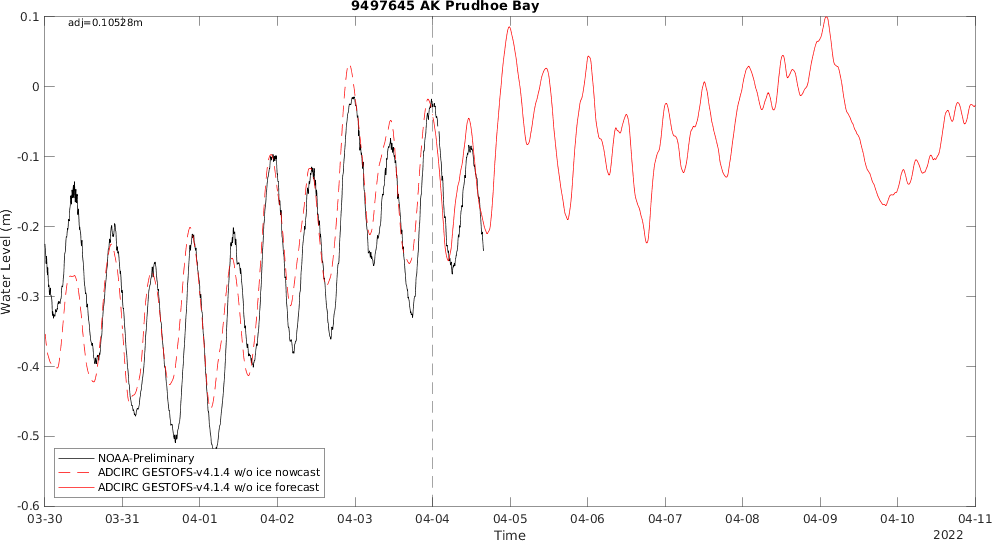 9497645 AK Prudhoe Bay
adj=0.10528m
0.1
0
-0.1
-0.2
-0.3
-0.4
-0.5
-0.6
Water Level (m)
NOAA-Preliminary
ADCIRC GESTOFS-v4.1.4 w/o ice nowcast
ADCIRC GESTOFS-v4.1.4 w/o ice forecast
03-30 03-31 04-01 04-02 04-03 04-04 04-05 04-06 04-07 04-08 04-09 04-10 04-11
Time
2022